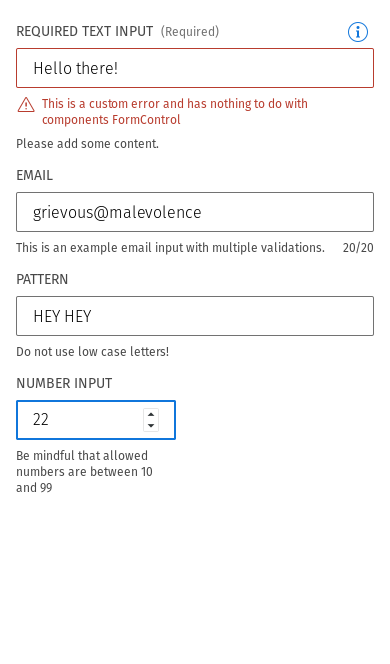 REQUIRED TEXT INPUT (Required)
Hello there!
This is a custom error and has nothing to do with
components FormControl
Please add some content.
EMAIL
grievous@malevolence
This is an example email input with multiple validations. 20/20
PATTERN
HEY HEY
Do not use low case letters!
NUMBER INPUT
22
Be mindful that allowed
numbers are between 10
and 99